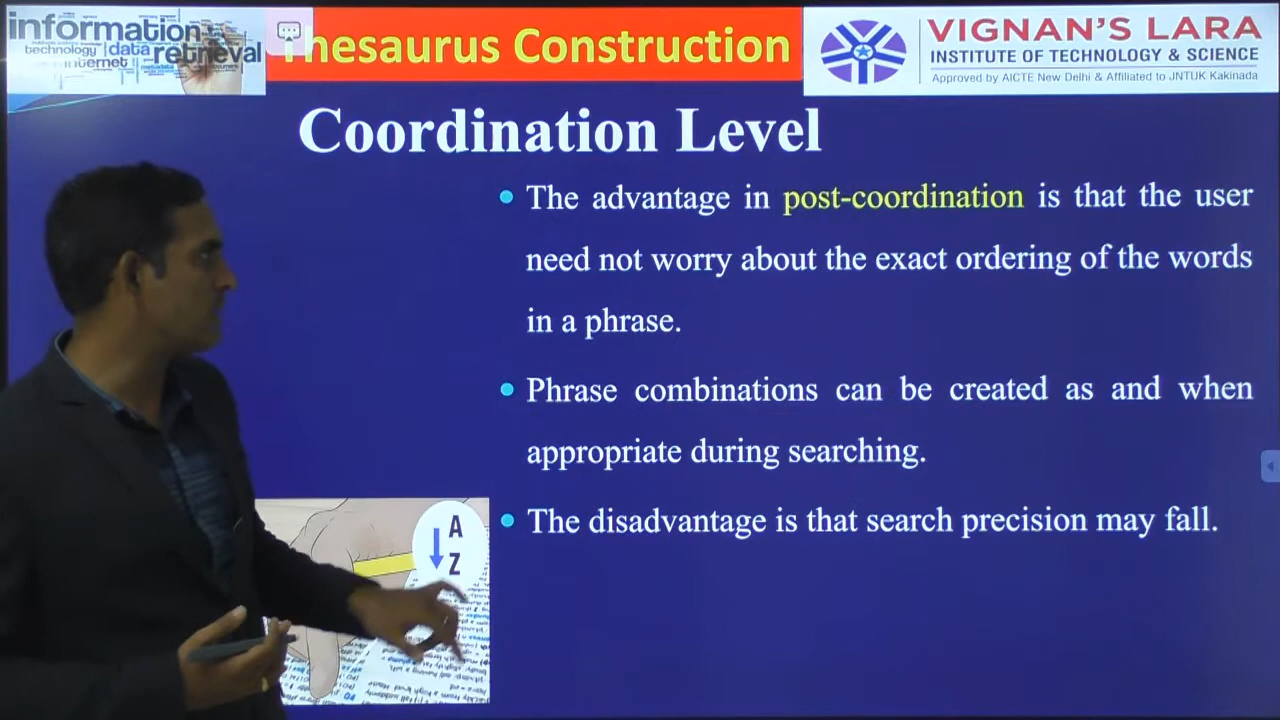 information
technology data retrieval
internet
Thesaurus Construction
VIGNAN'S LARA
INSTITUTE OF TECHNOLOGY & SCIENCE
Approved by AICTE New Delhi & Affiliated to JNTUK Kakinada
Coordination Level
The advantage in post-coordination is that the user
need not worry about the exact ordering of the words
in a phrase.
Phrase combinations can be created as and when
appropriate during searching.
The disadvantage is that search precision may fall.
A
Z